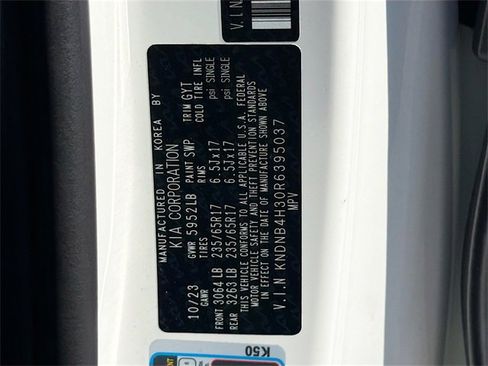 MANUFACTURED IN KOREA BY
KIA CORPORATION
10/23 GVWR 5952LB PAINT SWP TRIM GYT
GAWR TIRES RIMS COLD TIRE INFL
FRONT 3064 LB 235/65R17 6.5Jx17 psi SINGLE
REAR 3263 LB 235/65R17 6.5Jx17 psi SINGLE
THIS VEHICLE CONFORMS TO ALL APPLICABLE U.S.A. FEDERAL
MOTOR VEHICLE SAFETY AND THEFT PREVENTION STANDARDS
IN EFFECT ON THE DATE OF MANUFACTURE SHOWN ABOVE
V.I.N KNDNB4H30R6395037
MPV
V.I.N
K50